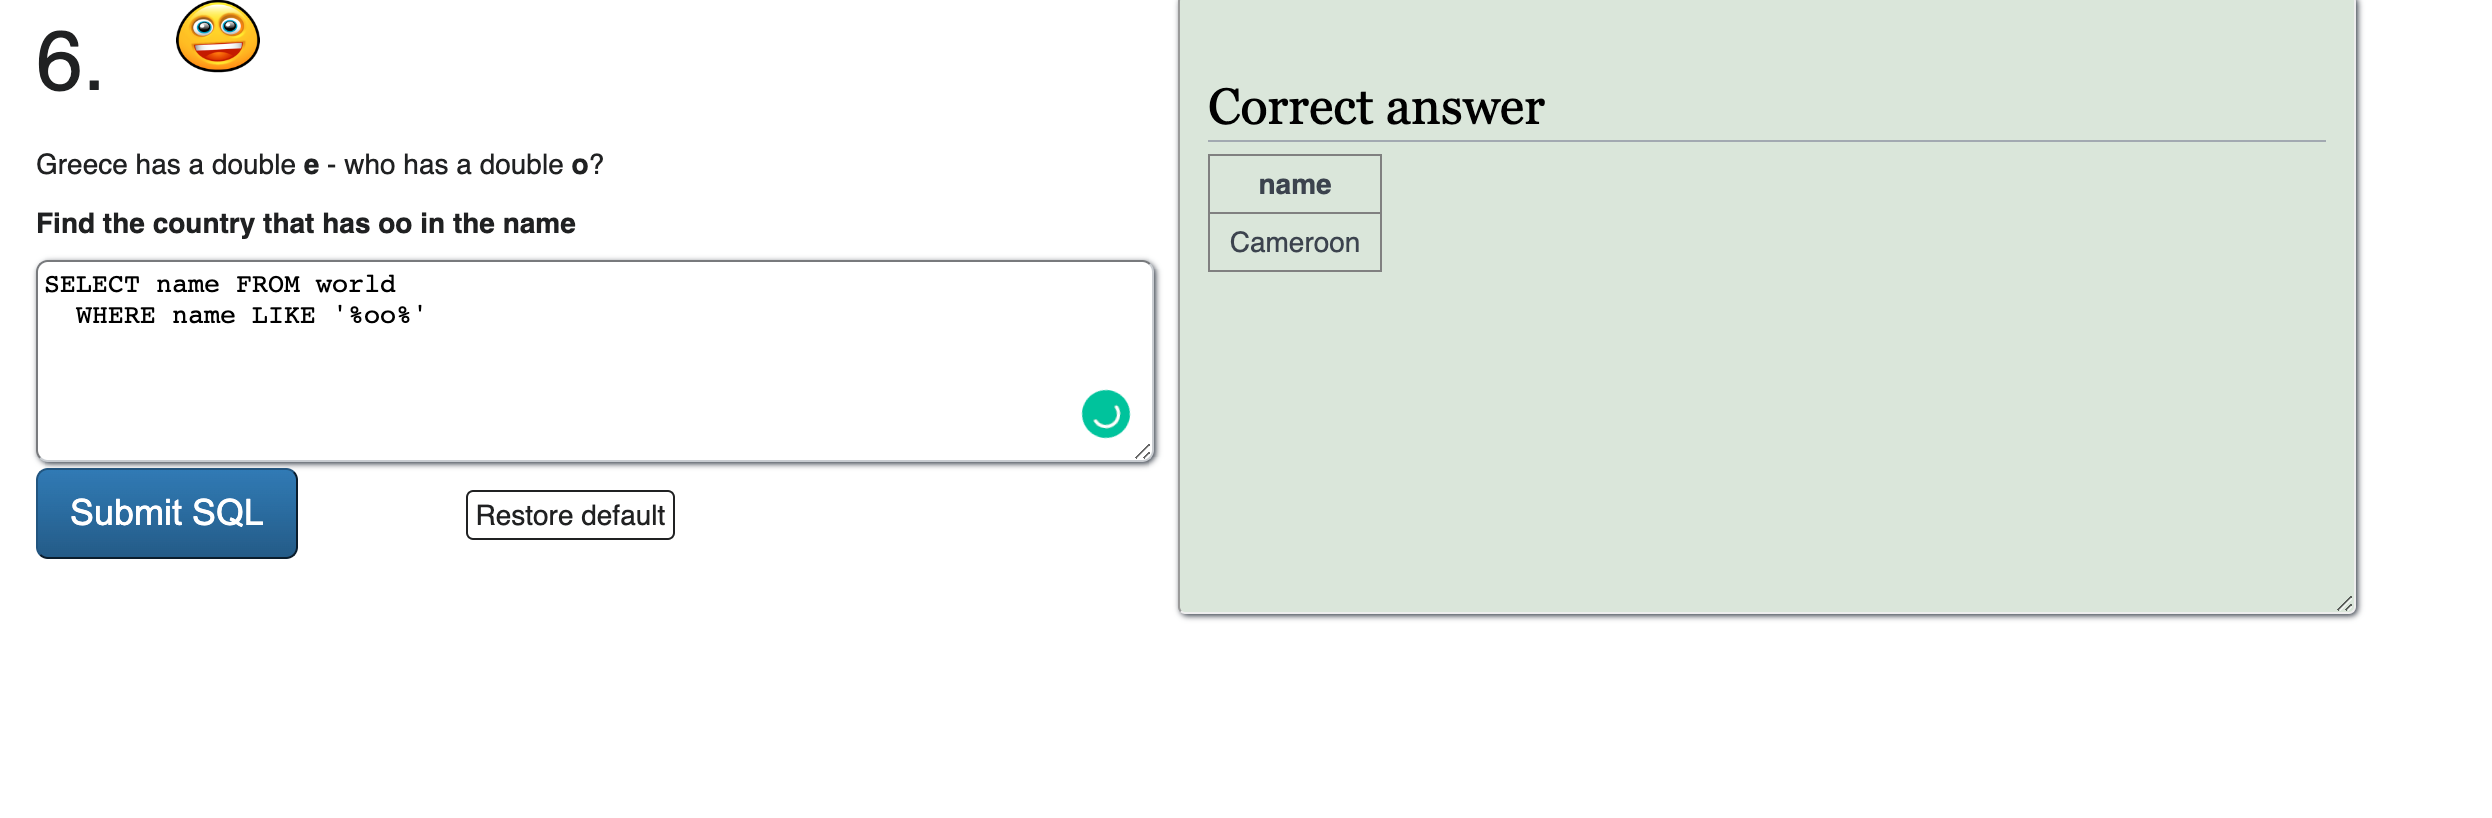 6.
Greece has a double e - who has a double o?
Find the country that has oo in the name
SELECT name FROM world
WHERE name LIKE '%oo%'
Submit SQL
Restore default
Correct answer
name
Cameroon